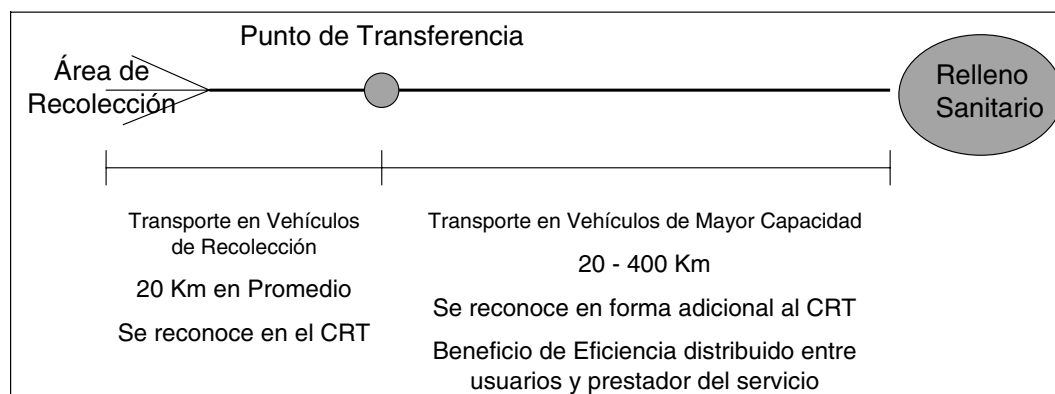 Punto de Transferencia
Área de
Recolección
Relleno
Sanitario
Transporte en Vehículos
de Recolección
20 Km en Promedio
Se reconoce en el CRT
Transporte en Vehículos de Mayor Capacidad
20 - 400 Km
Se reconoce en forma adicional al CRT
Beneficio de Eficiencia distribuido entre
usuarios y prestador del servicio